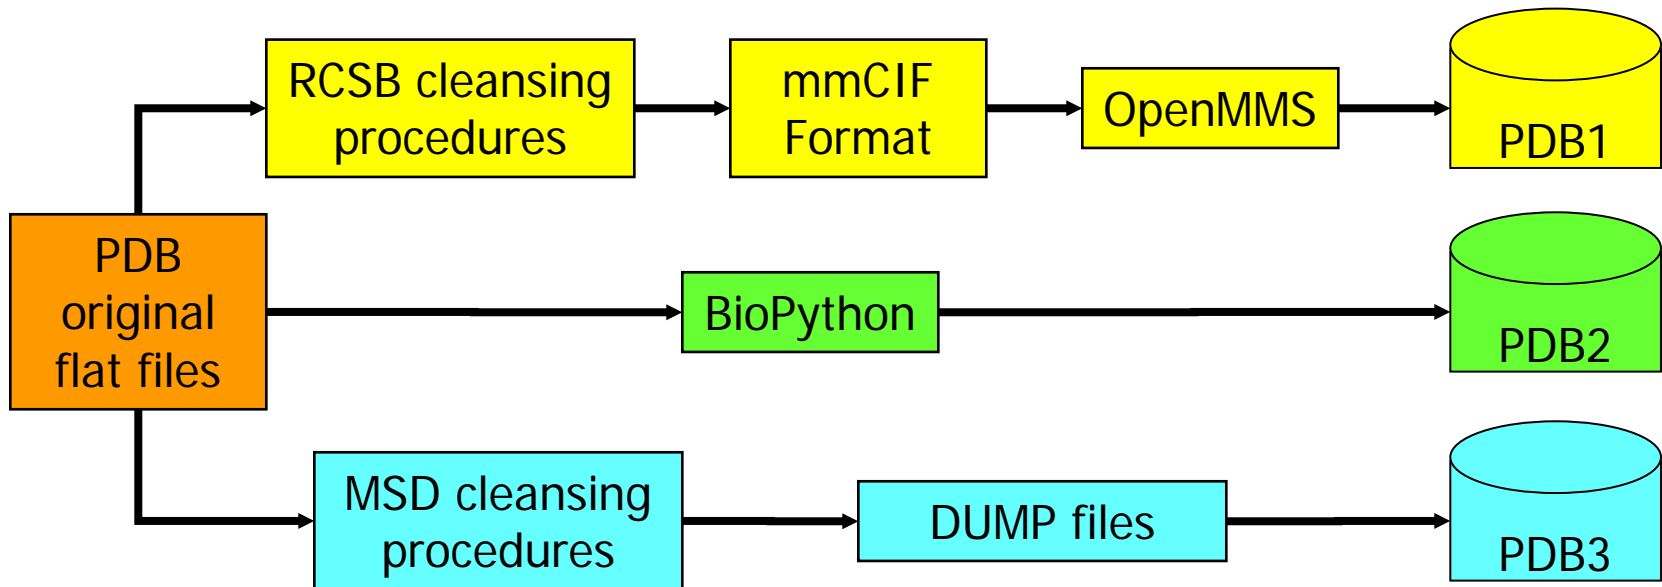 RCSB cleansing
procedures
mmCIF
Format
OpenMMS
PDB1
PDB
original
flat files
BioPython
PDB2
MSD cleansing
procedures
DUMP files
PDB3